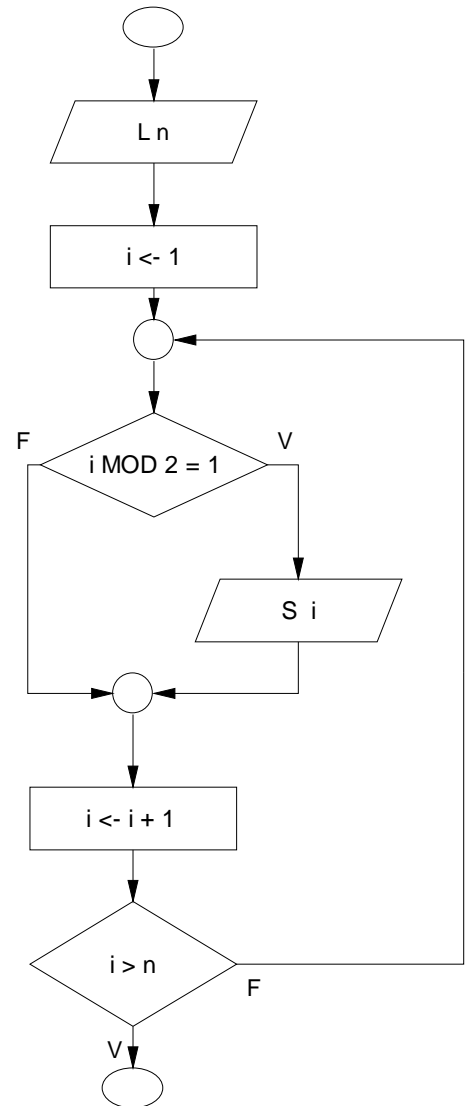 L n
i <- 1
F
V
i MOD 2 = 1
S i
i <- i + 1
i > n
F
V